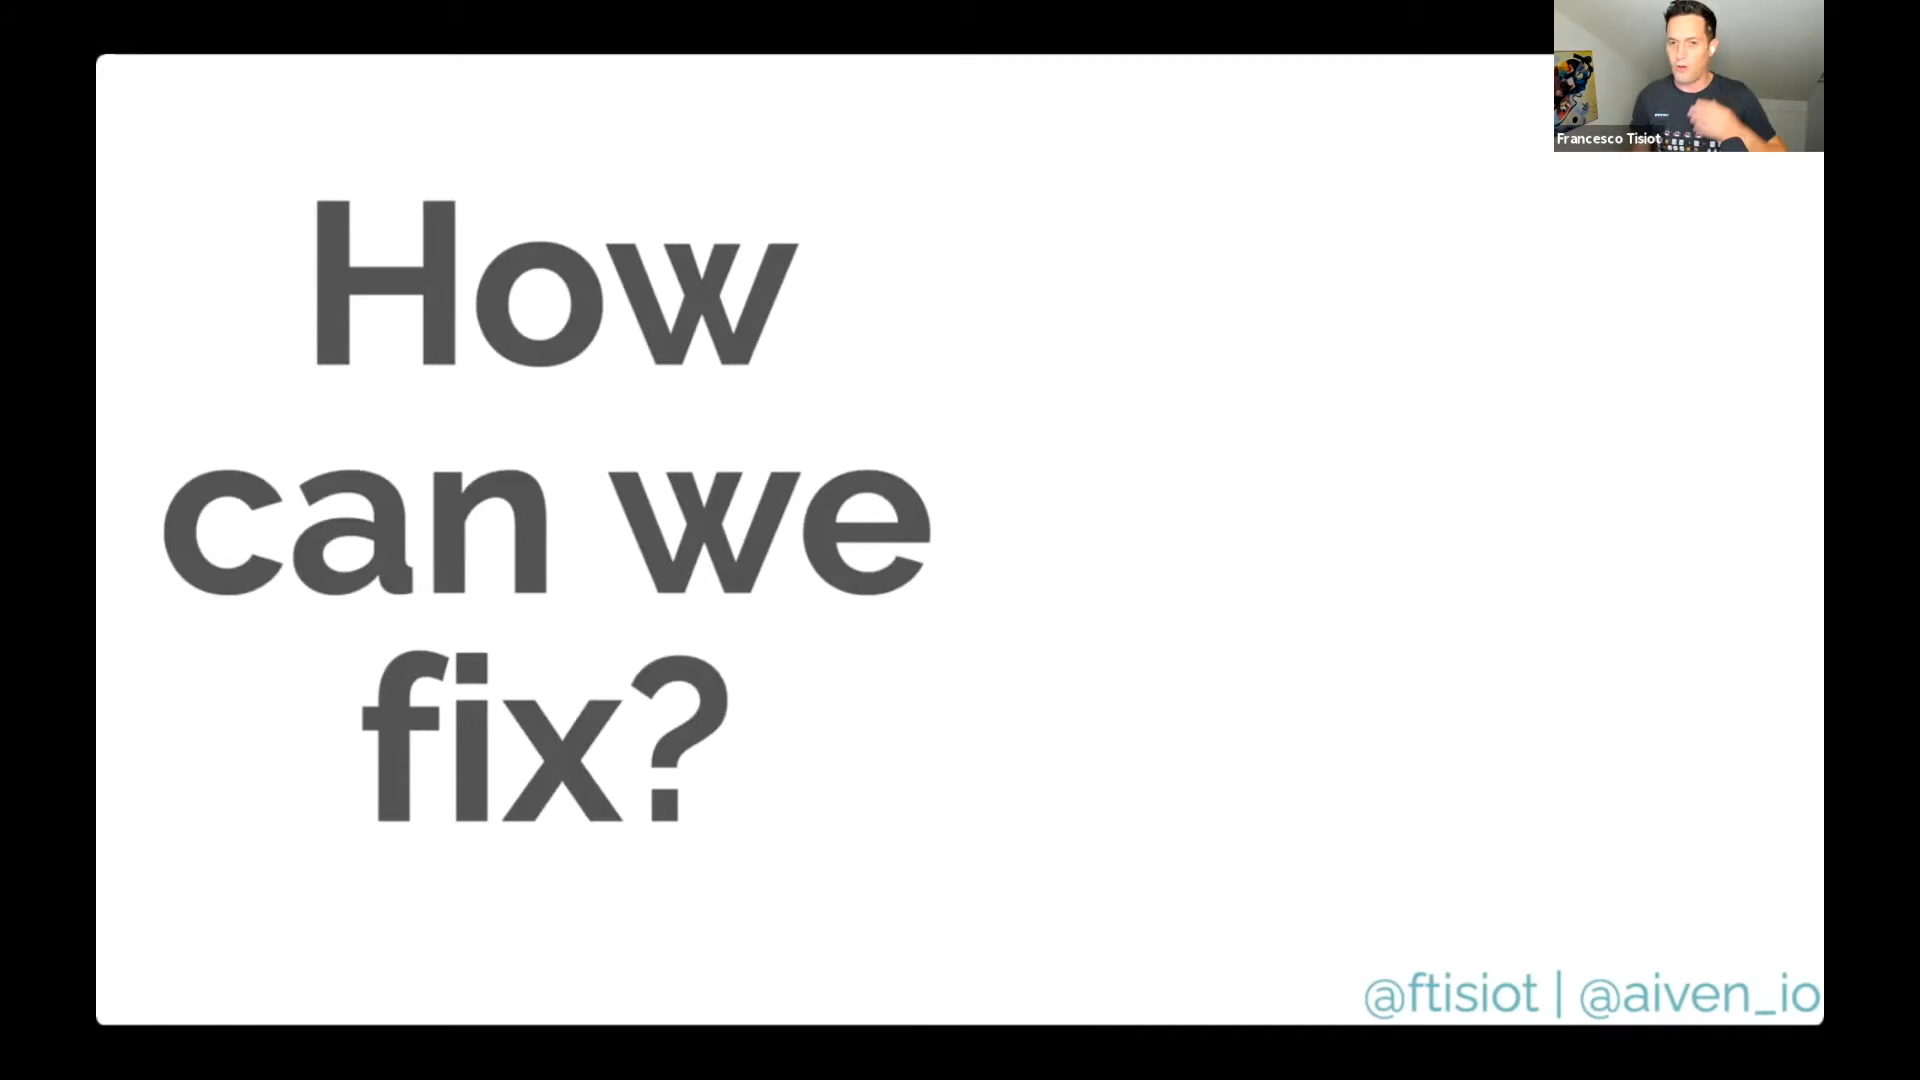 How
can we
fix?
Francesco Tisiot
@ftisiot | @aiven_io